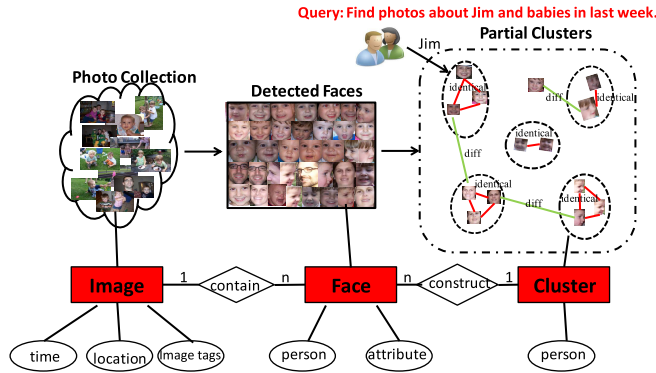 Query: Find photos about Jim and babies in last week.
Jim
Partial Clusters
Photo Collection
Detected Faces
identical
identical
diff
identical
diff
identical
diff
identical
Image
1
contain
n
Face
n
construct
1
Cluster
time
location
Image tags
person
attribute
person